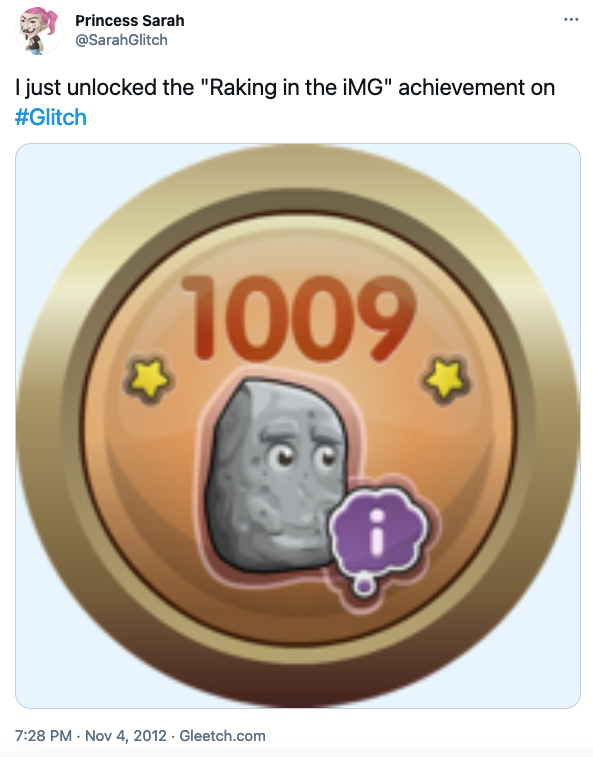 Princess Sarah
@SarahGlitch
I just unlocked the "Raking in the iMG" achievement on
#Glitch
1009
i
7:28 PM · Nov 4, 2012 · Gleetch.com